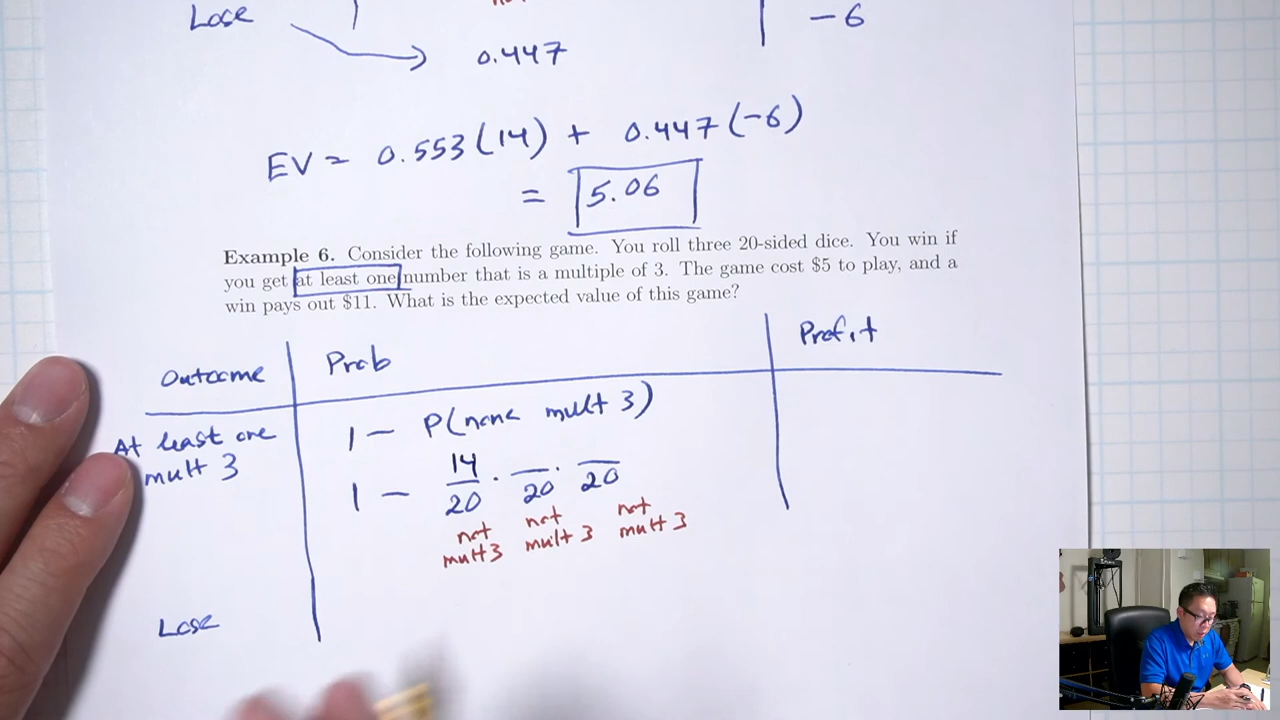 Lose
0.447
-6
EV = 0.553(14) + 0.447(-6)
= 5.06
Example 6. Consider the following game. You roll three 20-sided dice. You win if
you get at least one number that is a multiple of 3. The game cost $5 to play, and a
win pays out $11. What is the expected value of this game?
Outcome Prob Profit
At least one
mult 3
1 - P(none mult 3)
1 - 14/20 · __/20 · __/20
not not not
mult 3 mult 3 mult 3
Lose